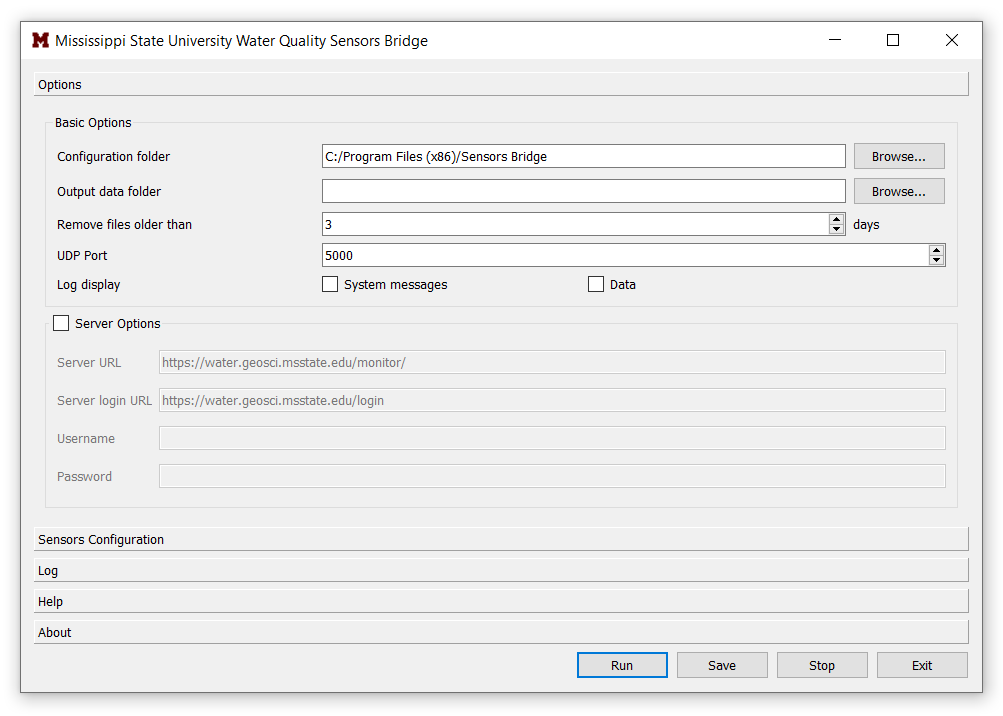 M Mississippi State University Water Quality Sensors Bridge
Options
Basic Options
Configuration folder C:/Program Files (x86)/Sensors Bridge Browse...
Output data folder Browse...
Remove files older than 3 days
UDP Port 5000
Log display System messages Data
Server Options
Server URL https://water.geosci.msstate.edu/monitor/
Server login URL https://water.geosci.msstate.edu/login
Username
Password
Sensors Configuration
Log
Help
About
Run Save Stop Exit